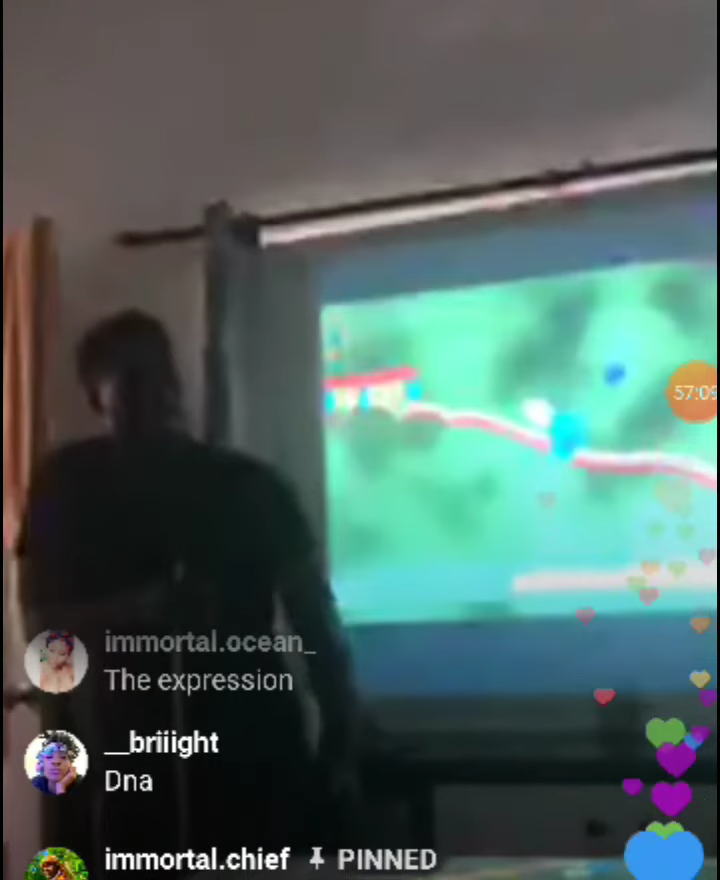 57:09
immortal.ocean_
The expression
__briiight
Dna
immortal.chief PINNED